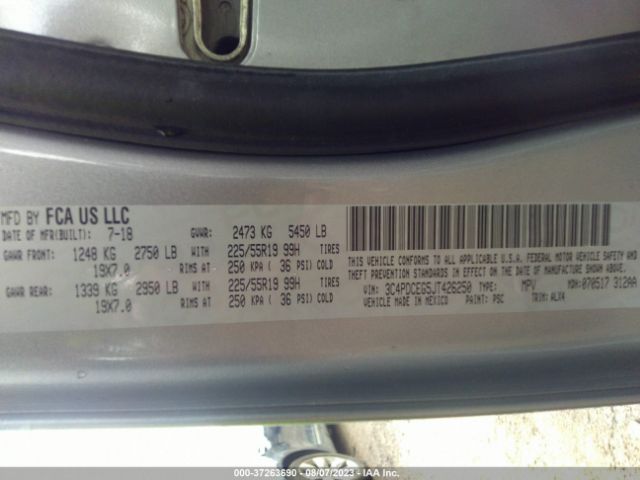 MFD BY FCA US LLC
DATE OF MFR(BUILT): 7-18 GVWR: 2473 KG 5450 LB
GAWR FRONT: 1248 KG 2750 LB WITH 225/55R19 99H TIRES
19X7.0 RIMS AT 250 KPA ( 36 PSI) COLD
GAWR REAR: 1339 KG 2950 LB WITH 225/55R19 99H TIRES
19X7.0 RIMS AT 250 KPA ( 36 PSI) COLD
THIS VEHICLE CONFORMS TO ALL APPLICABLE U.S.A. FEDERAL MOTOR VEHICLE SAFETY,
BUMPER AND THEFT PREVENTION STANDARDS IN EFFECT ON THE DATE OF MANUFACTURE SHOWN ABOVE
VIN: 3C4PDCEG5JT426250 TYPE: MPV MDH:070517 312AA
VEHICLE MADE IN MEXICO PAINT: PSC TRIM: ALX4
000-37263690 - 08/07/2023 - IAA Inc.